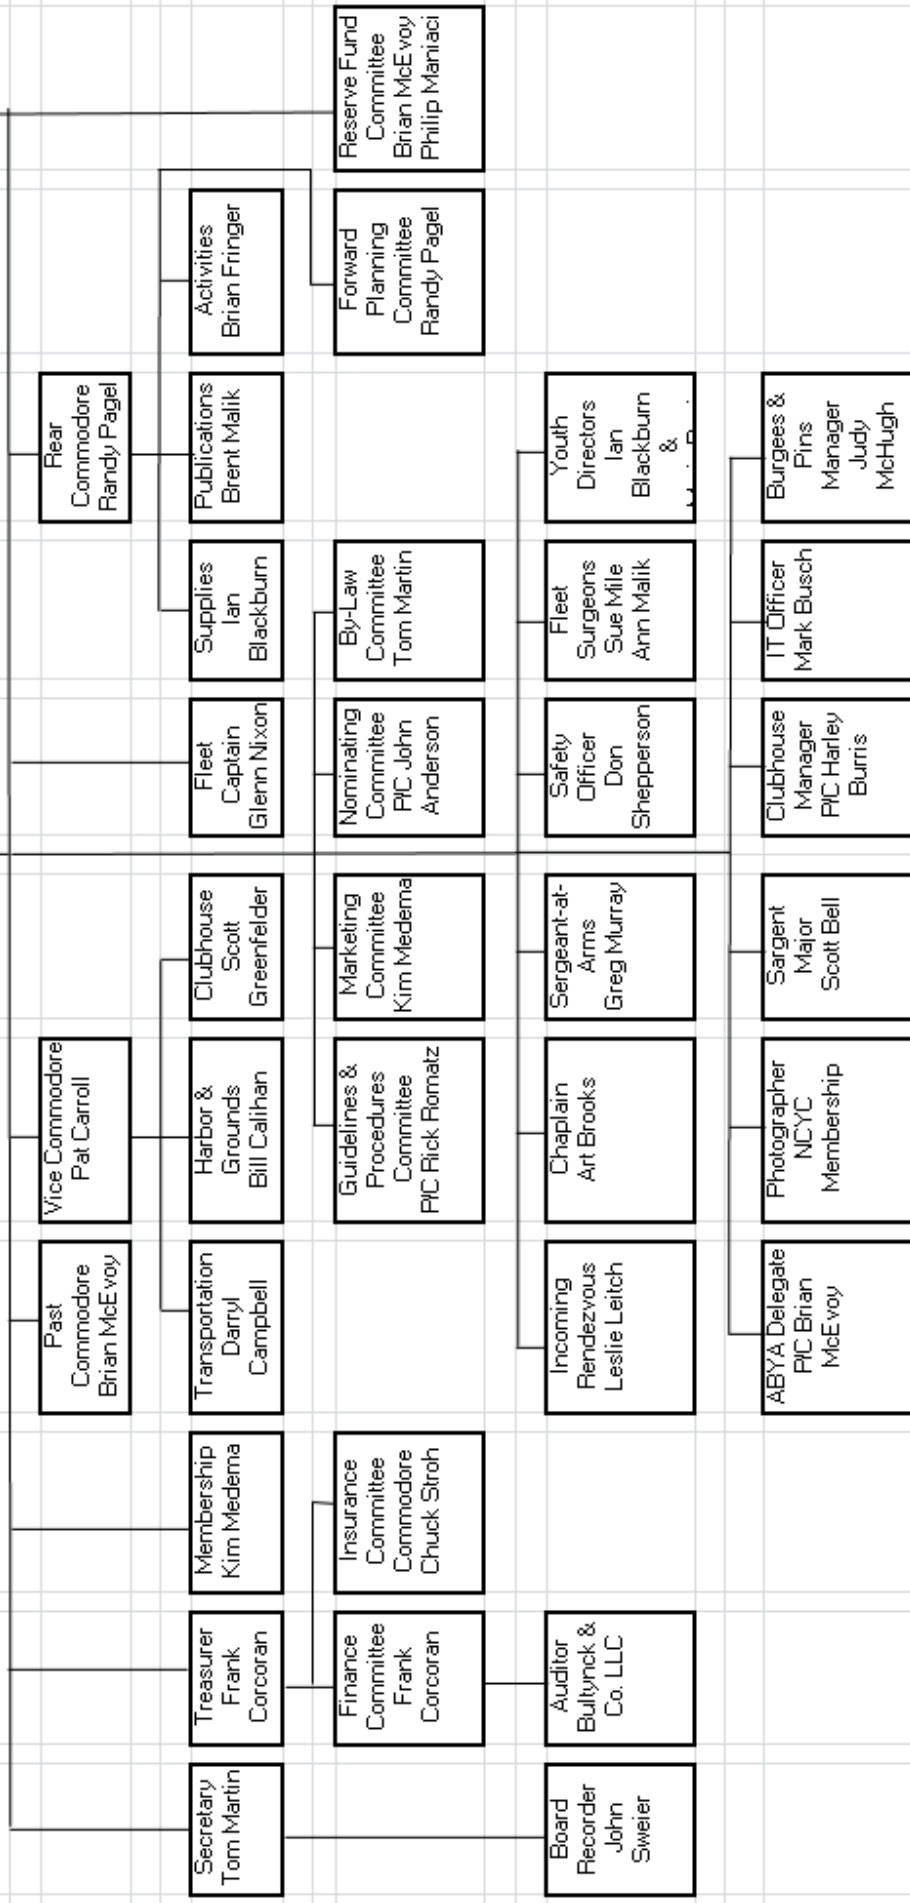 Past
Commodore
Brian McEvoy
Vice Commodore
Pat Carroll
Rear
Commodore
Randy Pagel
Secretary
Tom Martin
Treasurer
Frank
Corcoran
Membership
Kim Medema
Transportation
Darryl
Campbell
Harbor &
Grounds
Bill Calihan
Clubhouse
Scott
Greenfelder
Fleet
Captain
Glenn Nixon
Supplies
Ian
Blackburn
Publications
Brent Malik
Activities
Brian Fringer
Finance
Committee
Frank
Corcoran
Insurance
Committee
Commodore
Chuck Stroh
Guidelines &
Procedures
Committee
P/C Rick Romatz
Marketing
Committee
Kim Medema
Nominating
Committee
P/C John
Anderson
By-Law
Committee
Tom Martin
Forward
Planning
Committee
Randy Pagel
Reserve Fund
Committee
Brian McEvoy
Philip Maniaci
Board
Recorder
John
Sweier
Auditor
Bultynck &
Co. LLC
Incoming
Rendezvous
Leslie Leitch
Chaplain
Art Brooks
Sergeant-at-
Arms
Greg Murray
Safety
Officer
Don
Shepperson
Fleet
Surgeons
Sue Mile
Ann Malik
Youth
Directors
Ian
Blackburn
&
ABYA Delegate
P/C Brian
McEvoy
Photographer
NCYC
Membership
Sargent
Major
Scott Bell
Clubhouse
Manager
P/C Harley
Burris
IT Officer
Mark Busch
Burgees &
Pins
Manager
Judy
McHugh